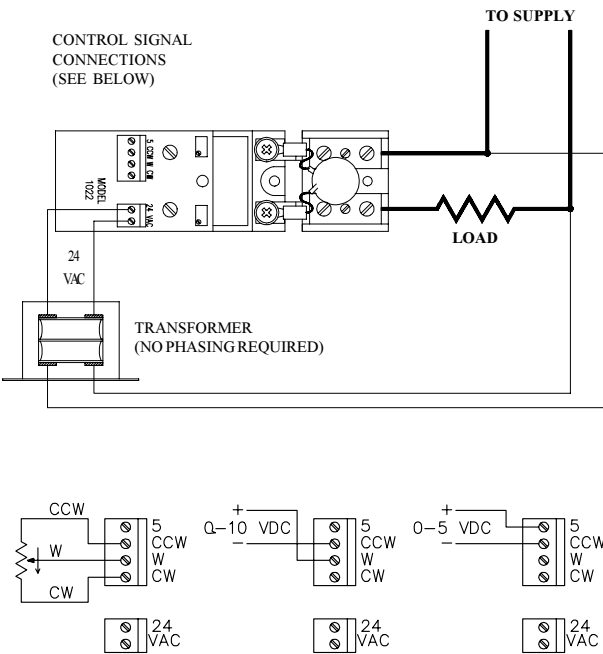 TO SUPPLY
CONTROL SIGNAL
CONNECTIONS
(SEE BELOW)
5 CCW W CW
MODEL
1022
24 VAC
LOAD
24
VAC
TRANSFORMER
(NO PHASING REQUIRED)
CCW
W
CW
5
CCW
W
CW
24
VAC
+
0-10 VDC
-
5
CCW
W
CW
24
VAC
+
0-5 VDC
-
5
CCW
W
CW
24
VAC